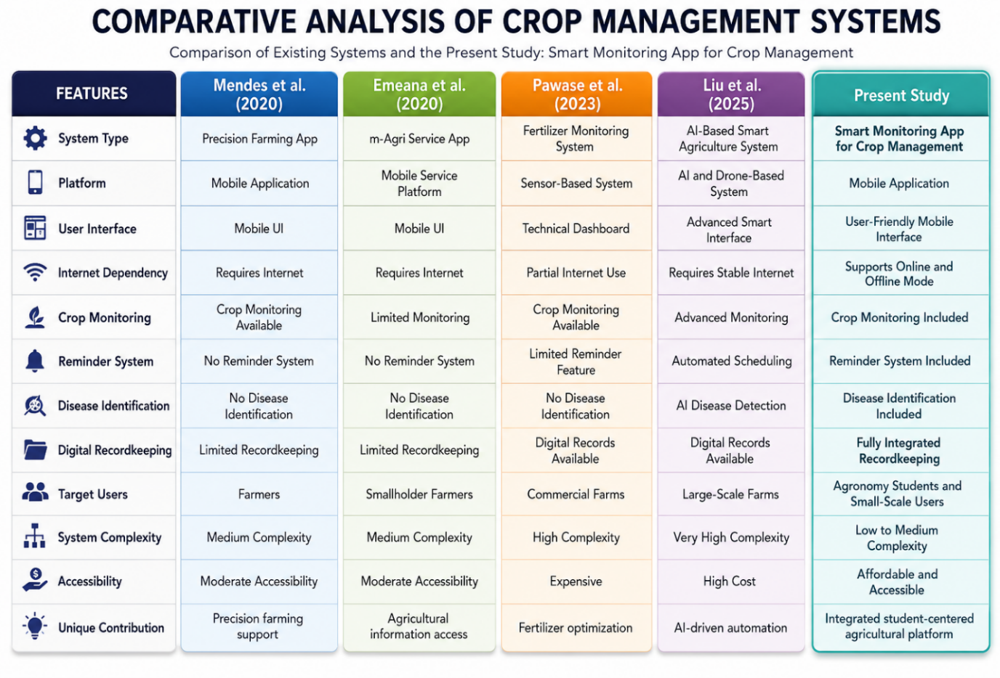 COMPARATIVE ANALYSIS OF CROP MANAGEMENT SYSTEMS
Comparison of Existing Systems and the Present Study: Smart Monitoring App for Crop Management
FEATURES
Mendes et al.
(2020)
Emeana et al.
(2020)
Pawase et al.
(2023)
Liu et al.
(2025)
Present Study
System Type
Precision Farming App
m-Agri Service App
Fertilizer Monitoring
System
AI-Based Smart
Agriculture System
Smart Monitoring App
for Crop Management
Platform
Mobile Application
Mobile Service
Platform
Sensor-Based System
AI and Drone-Based
System
Mobile Application
User Interface
Mobile UI
Mobile UI
Technical Dashboard
Advanced Smart
Interface
User-Friendly Mobile
Interface
Internet Dependency
Requires Internet
Requires Internet
Partial Internet Use
Requires Stable Internet
Supports Online and
Offline Mode
Crop Monitoring
Crop Monitoring
Available
Limited Monitoring
Crop Monitoring
Available
Advanced Monitoring
Crop Monitoring Included
Reminder System
No Reminder System
No Reminder System
Limited Reminder
Feature
Automated Scheduling
Reminder System Included
Disease Identification
No Disease
Identification
No Disease
Identification
No Disease
Identification
AI Disease Detection
Disease Identification
Included
Digital Recordkeeping
Limited Recordkeeping
Limited Recordkeeping
Digital Records
Available
Digital Records
Available
Fully Integrated
Recordkeeping
Target Users
Farmers
Smallholder Farmers
Commercial Farms
Large-Scale Farms
Agronomy Students and
Small-Scale Users
System Complexity
Medium Complexity
Medium Complexity
High Complexity
Very High Complexity
Low to Medium
Complexity
$
Accessibility
Moderate Accessibility
Moderate Accessibility
Expensive
High Cost
Affordable and
Accessible
Unique Contribution
Precision farming
support
Agricultural
information access
Fertilizer optimization
AI-driven automation
Integrated student-centered
agricultural platform